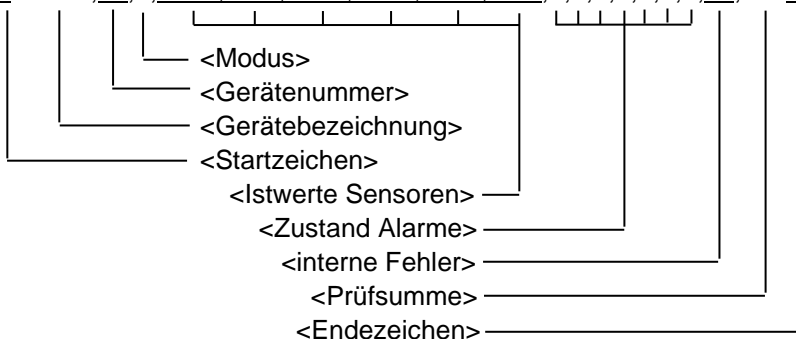 <Modus>
<Gerätenummer>
<Gerätebezeichnung>
<Startzeichen>
<Istwerte Sensoren>
<Zustand Alarme>
<interne Fehler>
<Prüfsumme>
<Endezeichen>